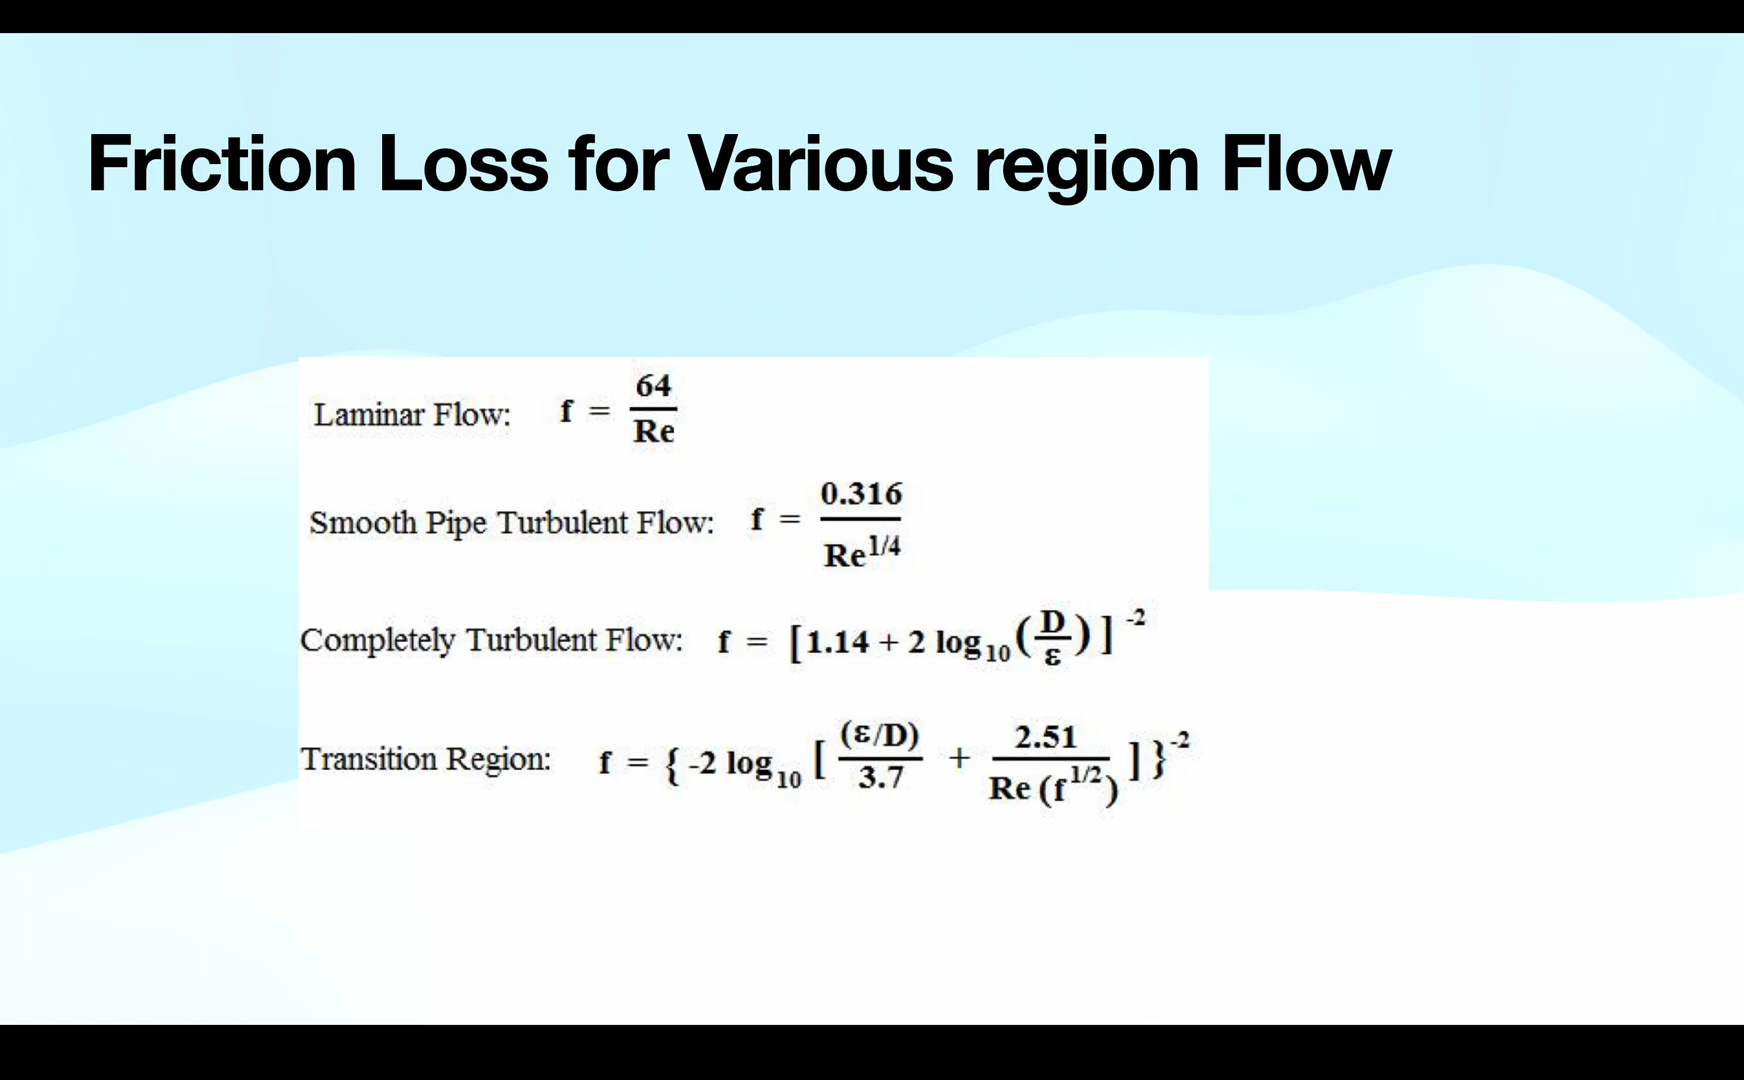 Friction Loss for Various region Flow
Laminar Flow: f = 64/Re
Smooth Pipe Turbulent Flow: f = 0.316/Re^1/4
Completely Turbulent Flow: f = [1.14 + 2 log10(D/ε)]^-2
Transition Region: f = {-2 log10[(ε/D)/3.7 + 2.51/Re(f^1/2)]}^-2